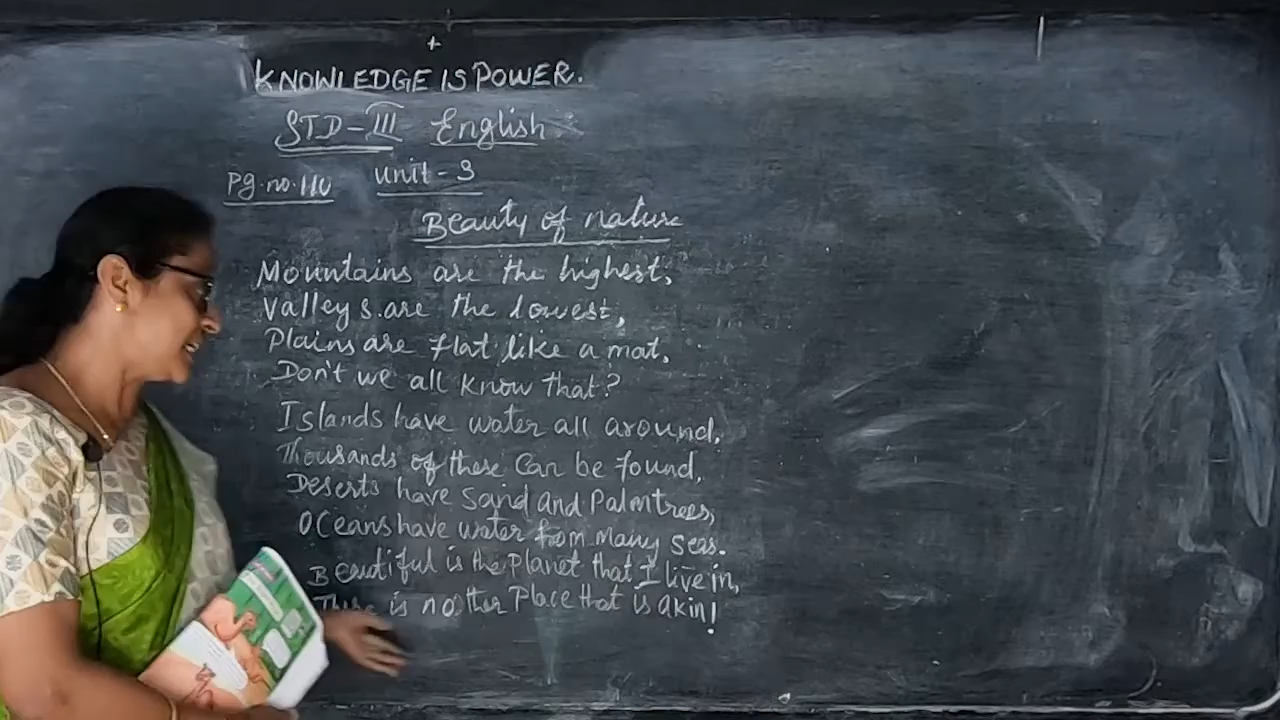 KNOWLEDGE IS POWER.
STD-III English
Pg.no.110 unit-3
Beauty of nature
Mountains are the highest,
Valleys.are the lowest,
Plains are flat like a mat,
Don't we all know that?
Islands have water all around,
Thousands of these can be found,
Deserts have sand and Palmtrees,
Oceans have water from many seas.
Beautiful is the Planet that I live in,
There is no other Place that is akin!